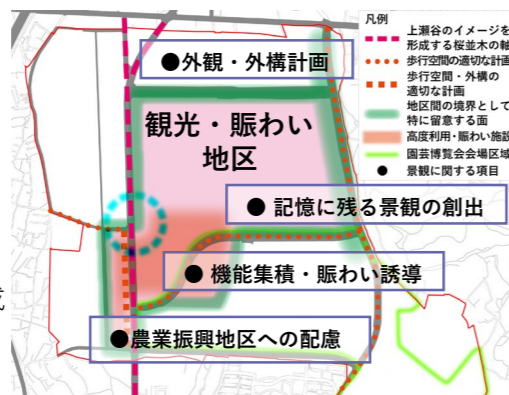 凡例
上瀬谷のイメージを
形成する桜並木の軸
歩行空間の適切な計画
歩行空間・外構の
適切な計画
地区間の境界として
特に留意する面
高度利用・賑わい施設
園芸博覧会会場区域
● 景観に関する項目
●外観・外構計画
観光・賑わい
地区
● 記憶に残る景観の創出
● 機能集積・賑わい誘導
●農業振興地区への配慮